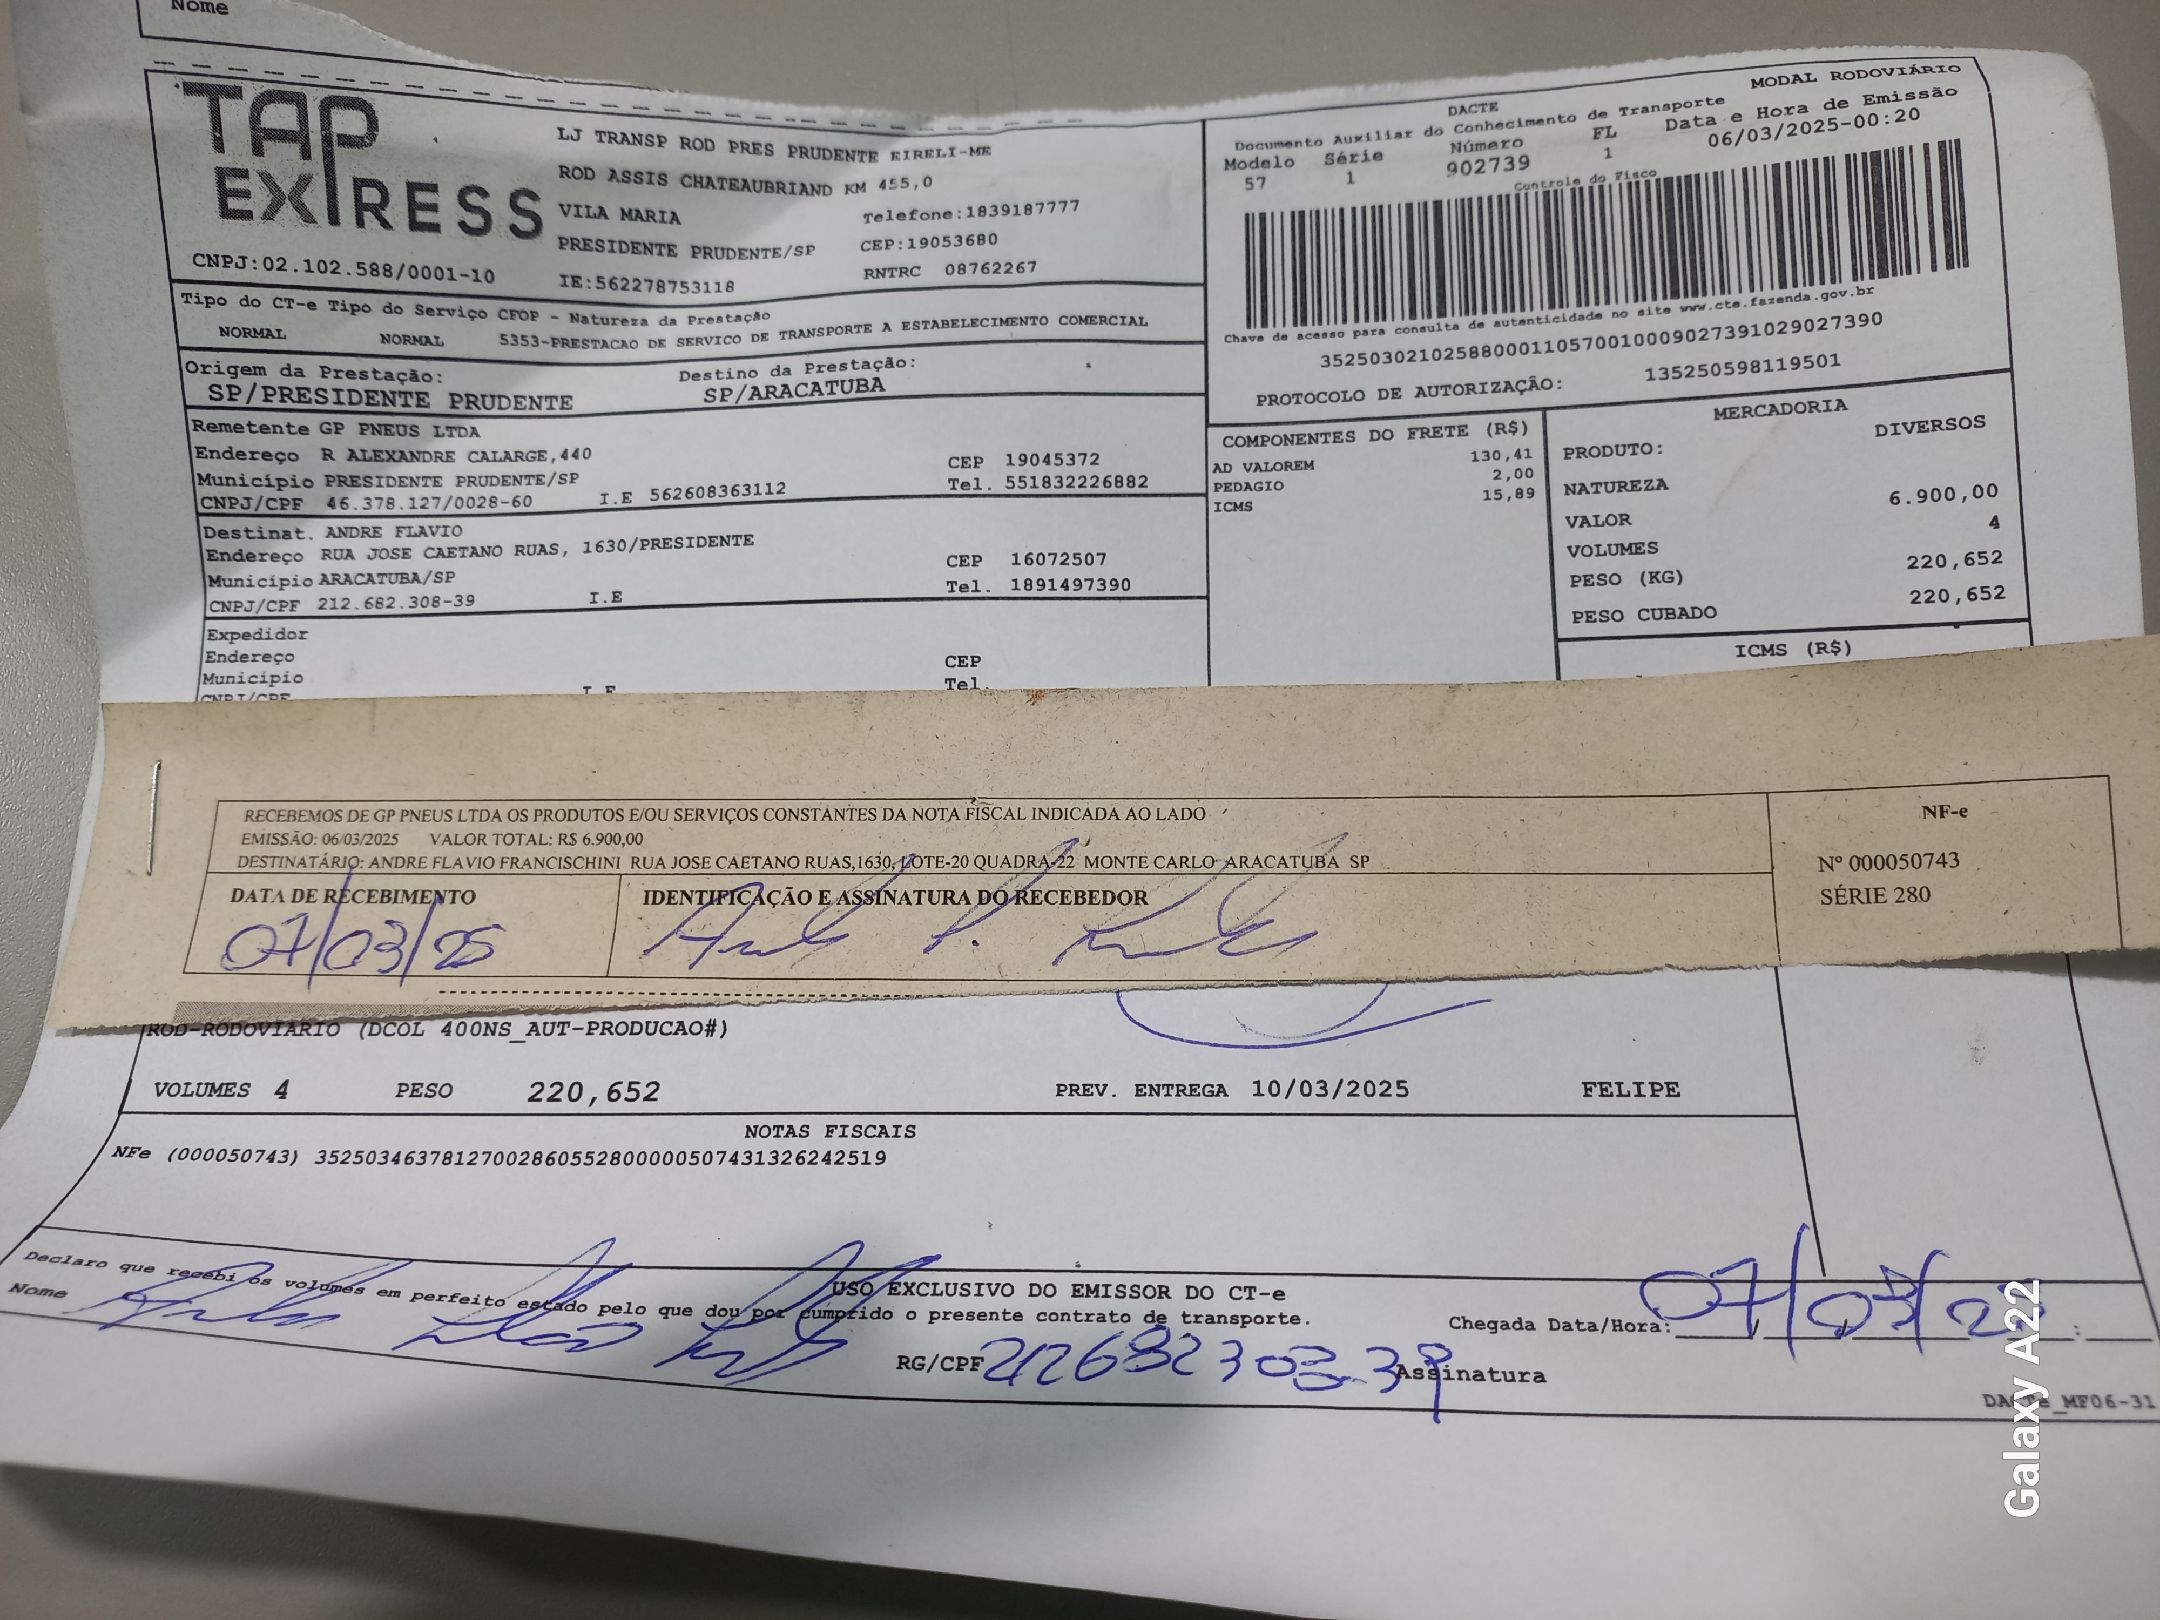 Nome
TAP EXPRESS
LJ TRANSP ROD PRES PRUDENTE EIRELI-ME
ROD ASSIS CHATEAUBRIAND KM 455,0
VILA MARIA Telefone:1839187777
PRESIDENTE PRUDENTE/SP CEP:19053680
CNPJ:02.102.588/0001-10 IE:562278753118 RNTRC 08762267
DACTE MODAL RODOVIÁRIO
Documento Auxiliar do Conhecimento de Transporte
Modelo Série Número FL Data e Hora de Emissão
57 1 902739 1 06/03/2025-00:20
Controle do Fisco
Chave de acesso para consulta de autenticidade no site www.cte.fazenda.gov.br
35250302102588000110570010009027391029027390
PROTOCOLO DE AUTORIZAÇÃO: 135250598119501
Tipo do CT-e Tipo do Serviço CFOP - Natureza da Prestação
NORMAL NORMAL 5353-PRESTACAO DE SERVICO DE TRANSPORTE A ESTABELECIMENTO COMERCIAL
Origem da Prestação: Destino da Prestação:
SP/PRESIDENTE PRUDENTE SP/ARACATUBA
Remetente GP PNEUS LTDA
Endereço R ALEXANDRE CALARGE,440 CEP 19045372
Município PRESIDENTE PRUDENTE/SP Tel. 551832226882
CNPJ/CPF 46.378.127/0028-60 I.E 562608363112
Destinat. ANDRE FLAVIO
Endereço RUA JOSE CAETANO RUAS, 1630/PRESIDENTE CEP 16072507
Município ARACATUBA/SP Tel. 1891497390
CNPJ/CPF 212.682.308-39 I.E
Expedidor
Endereço CEP
Município Tel.
CNPJ/CPF I.E
COMPONENTES DO FRETE (R$)
AD VALOREM 130,41
PEDAGIO 2,00
ICMS 15,89
MERCADORIA
PRODUTO: DIVERSOS
NATUREZA
VALOR 6.900,00
VOLUMES 4
PESO (KG) 220,652
PESO CUBADO 220,652
ICMS (R$)
RECEBEMOS DE GP PNEUS LTDA OS PRODUTOS E/OU SERVIÇOS CONSTANTES DA NOTA FISCAL INDICADA AO LADO
EMISSÃO: 06/03/2025 VALOR TOTAL: R$ 6.900,00
DESTINATÁRIO: ANDRE FLAVIO FRANCISCHINI RUA JOSE CAETANO RUAS,1630, LOTE-20 QUADRA-22 MONTE CARLO ARACATUBA SP
DATA DE RECEBIMENTO IDENTIFICAÇÃO E ASSINATURA DO RECEBEDOR
07/03/25
NF-e
Nº 000050743
SÉRIE 280
ROD-RODOVIARIO (DCOL 400NS_AUT-PRODUCAO#)
VOLUMES 4 PESO 220,652 PREV. ENTREGA 10/03/2025 FELIPE
NOTAS FISCAIS
NFe (000050743) 35250346378127002860552800000507431326242519
USO EXCLUSIVO DO EMISSOR DO CT-e
Declaro que recebi os volumes em perfeito estado pelo que dou por cumprido o presente contrato de transporte.
Chegada Data/Hora: 07/03/25 :
Nome RG/CPF 212682308-39 Assinatura
DACTe_MF06-31
Galaxy A22